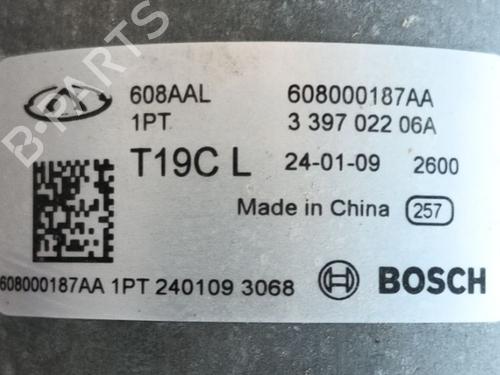 B-PARTS
608AAL 608000187AA
1PT 3 397 022 06A
T19C L 24-01-09 2600
Made in China 257
608000187AA 1PT 240109 3068 BOSCH